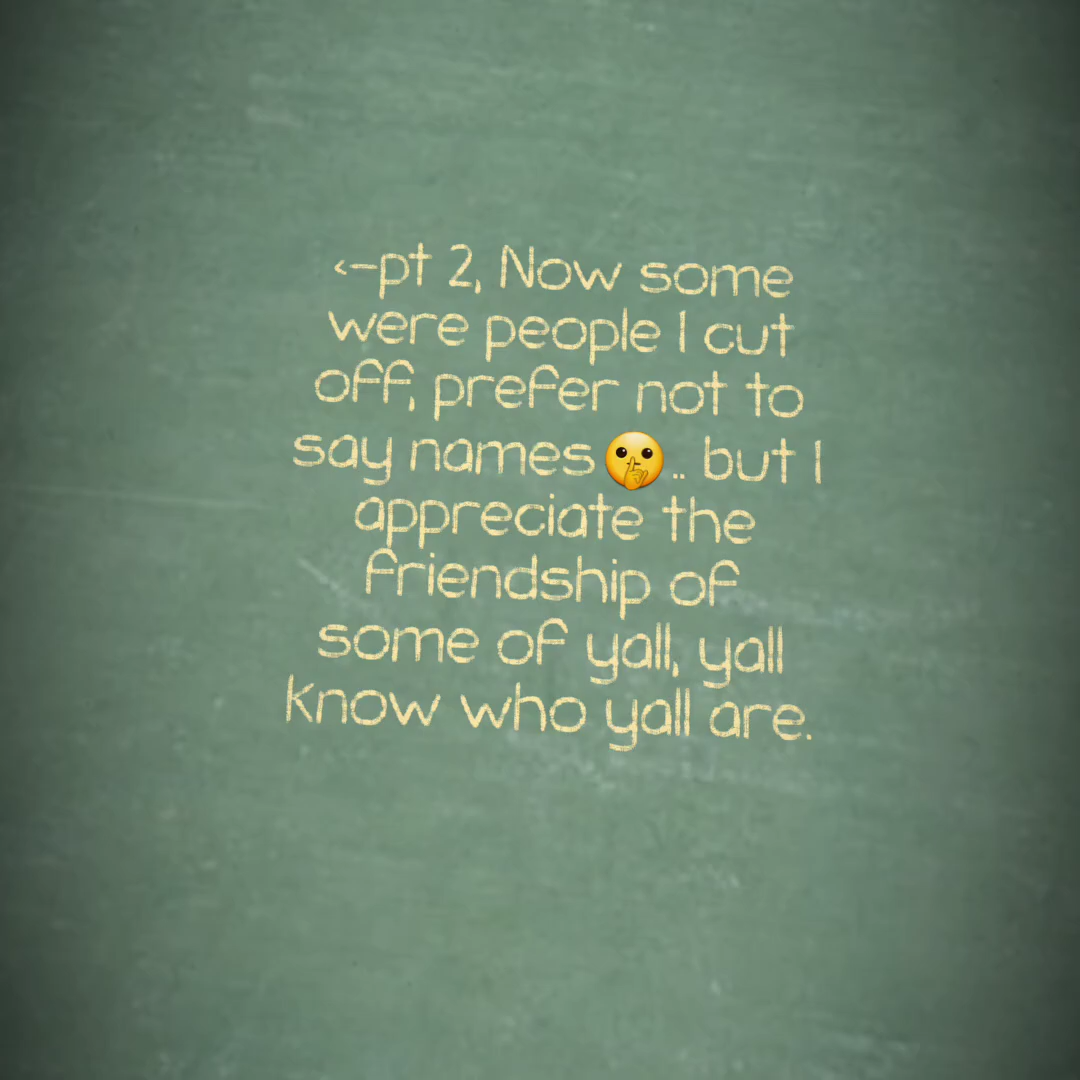 <-pt 2, Now some
were people I cut
off, prefer not to
say names🤫.. but I
appreciate the
friendship of
some of yall, yall
know who yall are.